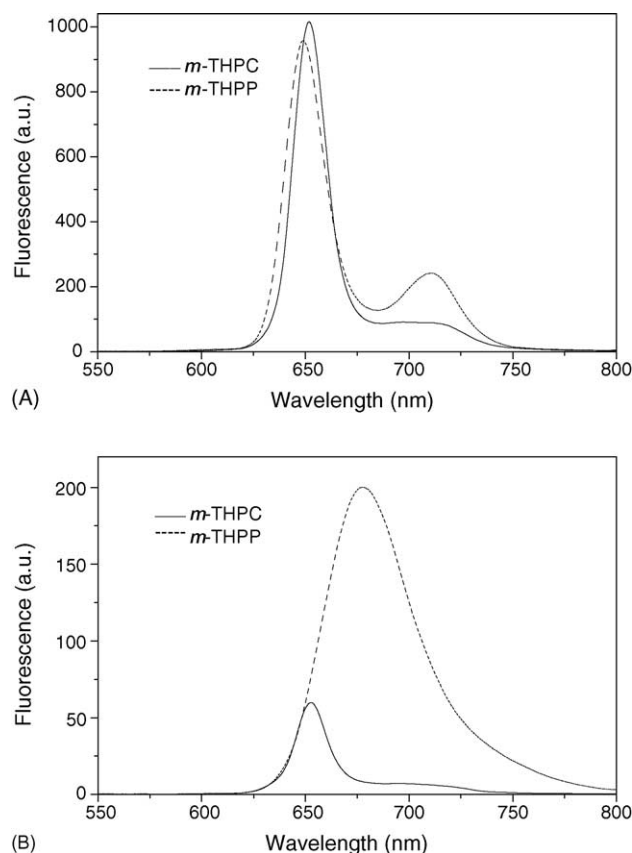 1000
800
600
400
200
0
Fluorescence (a.u.)
m-THPC
m-THPP
550 600 650 700 750 800
Wavelength (nm)
(A)
200
150
100
50
0
Fluorescence (a.u.)
m-THPC
m-THPP
550 600 650 700 750 800
Wavelength (nm)
(B)